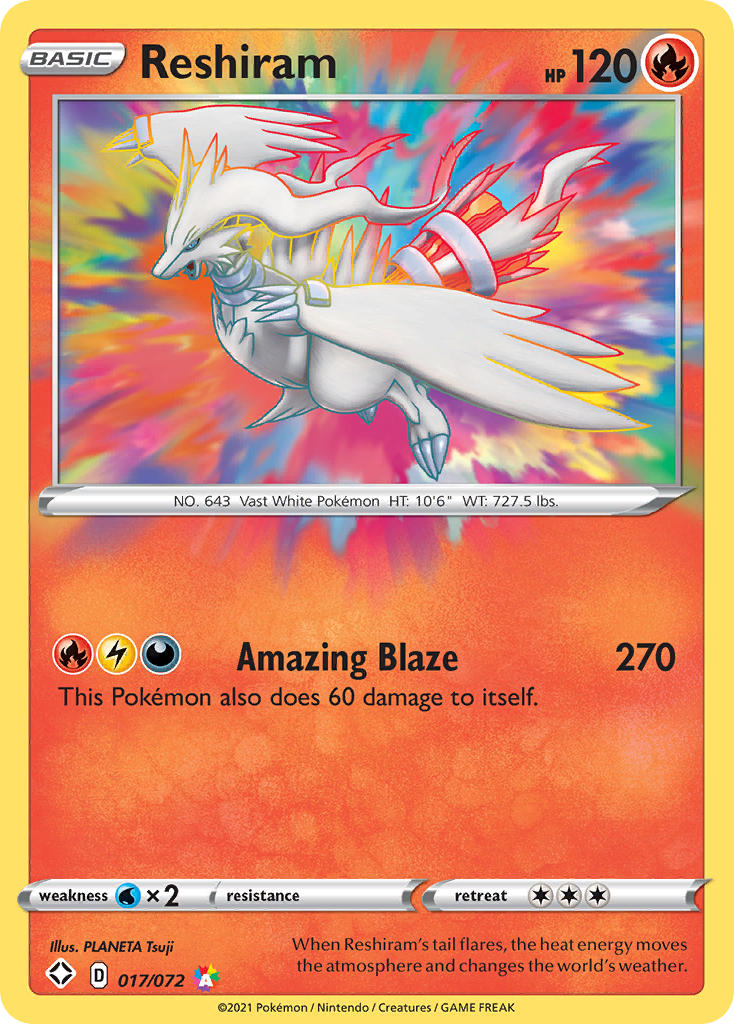 BASIC Reshiram HP 120
NO. 643 Vast White Pokémon HT: 10'6" WT: 727.5 lbs.
Amazing Blaze 270
This Pokémon also does 60 damage to itself.
weakness ×2 resistance retreat
Illus. PLANETA Tsuji
When Reshiram's tail flares, the heat energy moves
the atmosphere and changes the world's weather.
D 017/072 A
©2021 Pokémon / Nintendo / Creatures / GAME FREAK